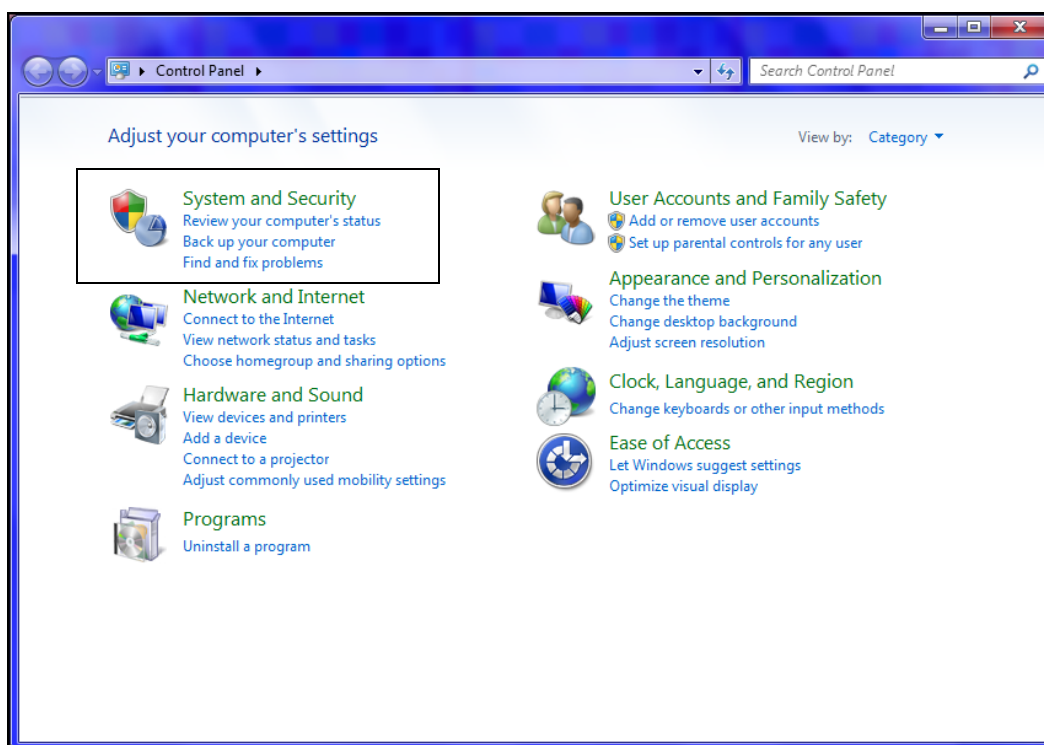 Control Panel
Search Control Panel
Adjust your computer's settings
View by: Category
System and Security
Review your computer's status
Back up your computer
Find and fix problems
Network and Internet
Connect to the Internet
View network status and tasks
Choose homegroup and sharing options
Hardware and Sound
View devices and printers
Add a device
Connect to a projector
Adjust commonly used mobility settings
Programs
Uninstall a program
User Accounts and Family Safety
Add or remove user accounts
Set up parental controls for any user
Appearance and Personalization
Change the theme
Change desktop background
Adjust screen resolution
Clock, Language, and Region
Change keyboards or other input methods
Ease of Access
Let Windows suggest settings
Optimize visual display